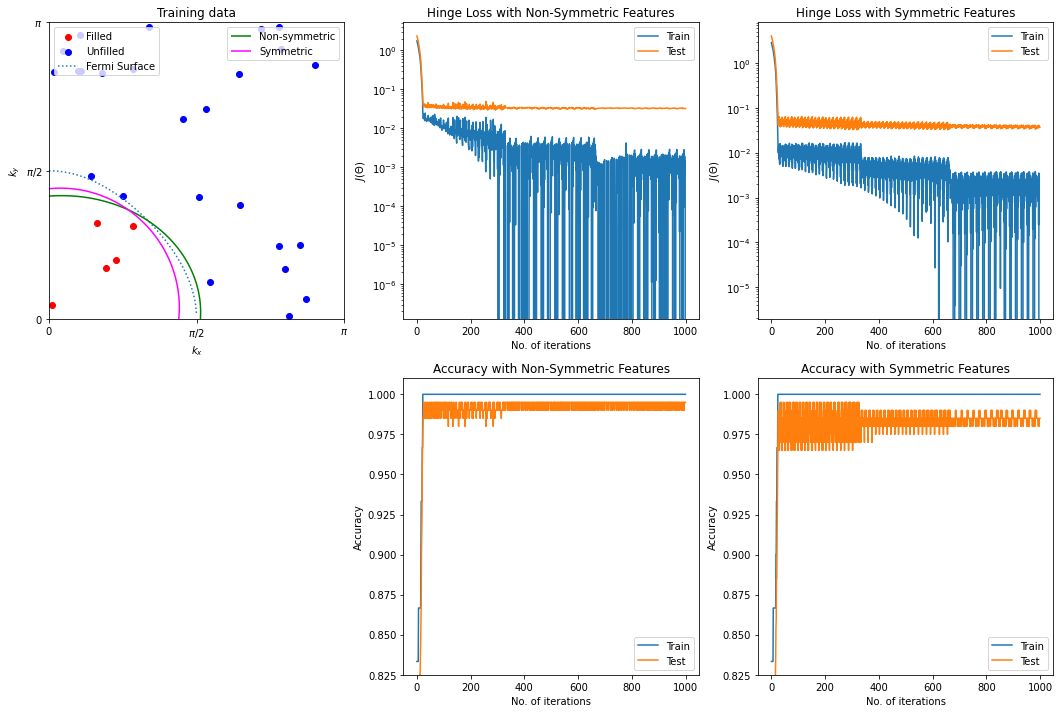 Training data
π
Filled
Unfilled
Fermi Surface
Non-symmetric
Symmetric
k_y
π/2
0
0
π/2
π
k_x
Hinge Loss with Non-Symmetric Features
Train
Test
J(Θ)
10^0
10^-1
10^-2
10^-3
10^-4
10^-5
10^-6
0 200 400 600 800 1000
No. of iterations
Hinge Loss with Symmetric Features
Train
Test
J(Θ)
10^0
10^-1
10^-2
10^-3
10^-4
10^-5
0 200 400 600 800 1000
No. of iterations
Accuracy with Non-Symmetric Features
Accuracy
1.000
0.975
0.950
0.925
0.900
0.875
0.850
0.825
Train
Test
0 200 400 600 800 1000
No. of iterations
Accuracy with Symmetric Features
Accuracy
1.000
0.975
0.950
0.925
0.900
0.875
0.850
0.825
Train
Test
0 200 400 600 800 1000
No. of iterations